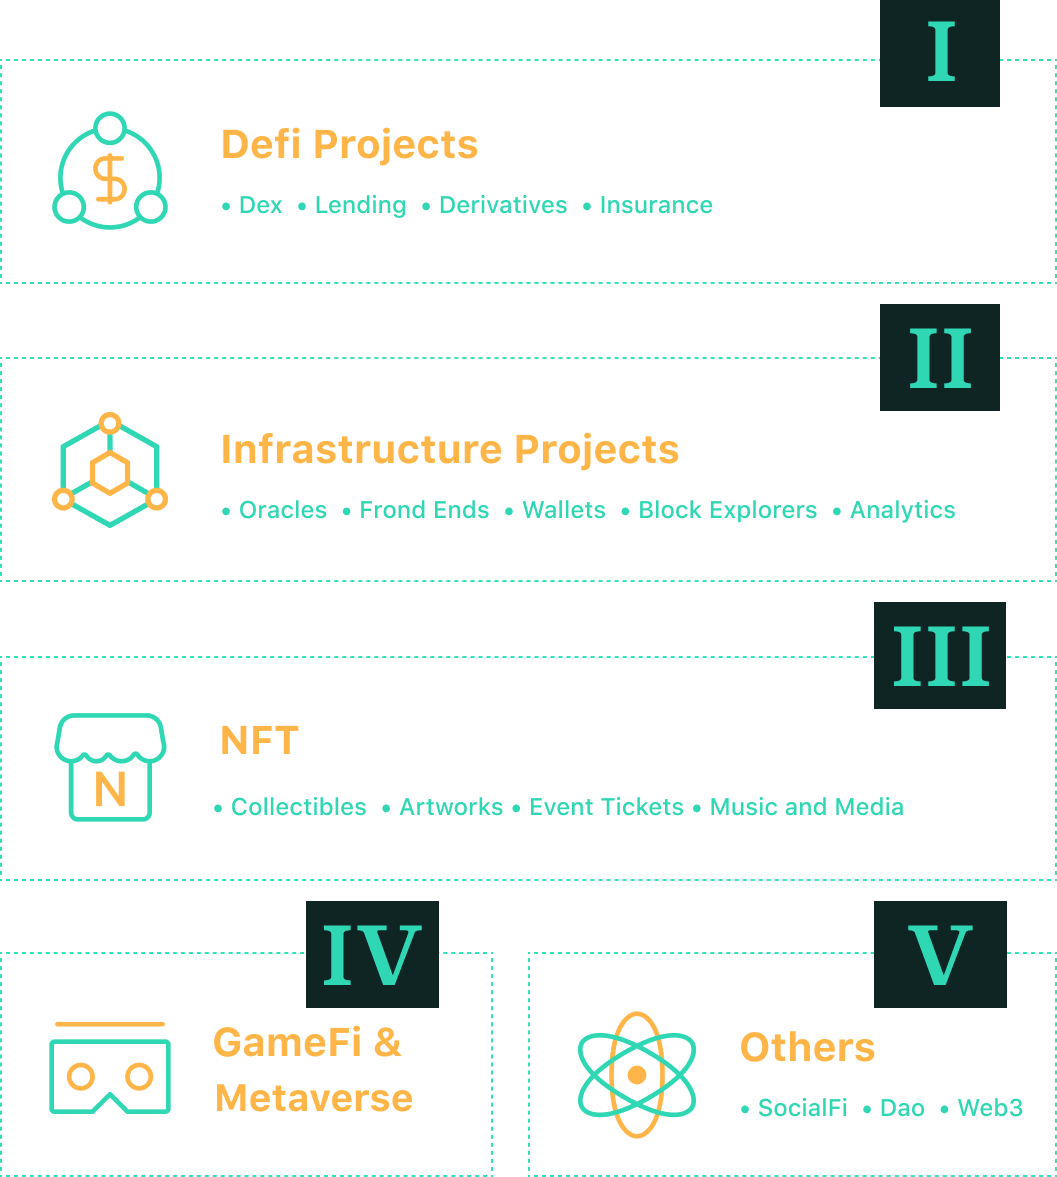 I
Defi Projects
• Dex • Lending • Derivatives • Insurance
$
II
Infrastructure Projects
• Oracles • Frond Ends • Wallets • Block Explorers • Analytics
III
NFT
N
• Collectibles • Artworks • Event Tickets • Music and Media
IV
GameFi &
Metaverse
V
Others
• SocialFi • Dao • Web3